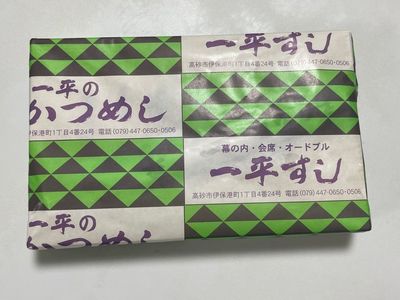 一平すし
高砂市伊保港町1丁目4番24号 電話 (079) 447-0650・0506
一平の
かつめし
伊保港町1丁目4番24号 電話 (079) 447-0650・0506
幕の内・会席・オードブル
一平すし
高砂市伊保港町1丁目4番24号 電話 (079) 447-0650・0506
一平の
かつめし